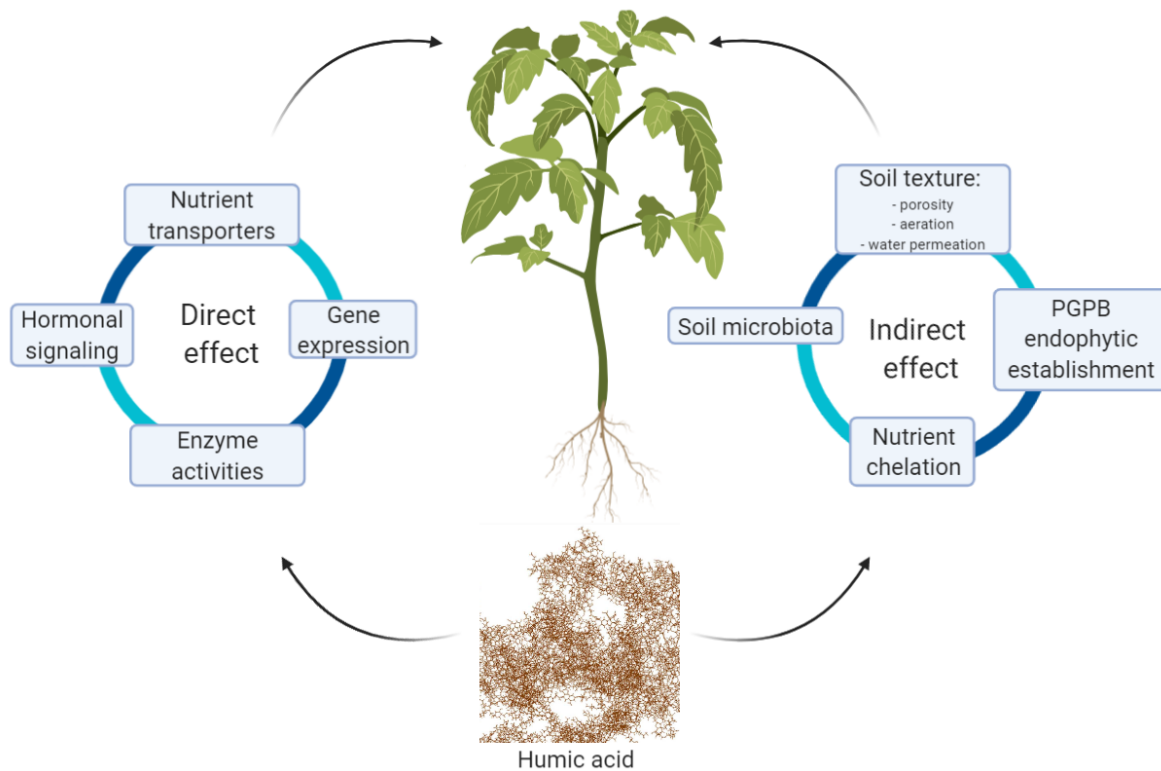 Nutrient
transporters
Hormonal
signaling
Direct
effect
Gene
expression
Enzyme
activities
Soil texture:
- porosity
- aeration
- water permeation
Soil microbiota
Indirect
effect
PGPB
endophytic
establishment
Nutrient
chelation
Humic acid